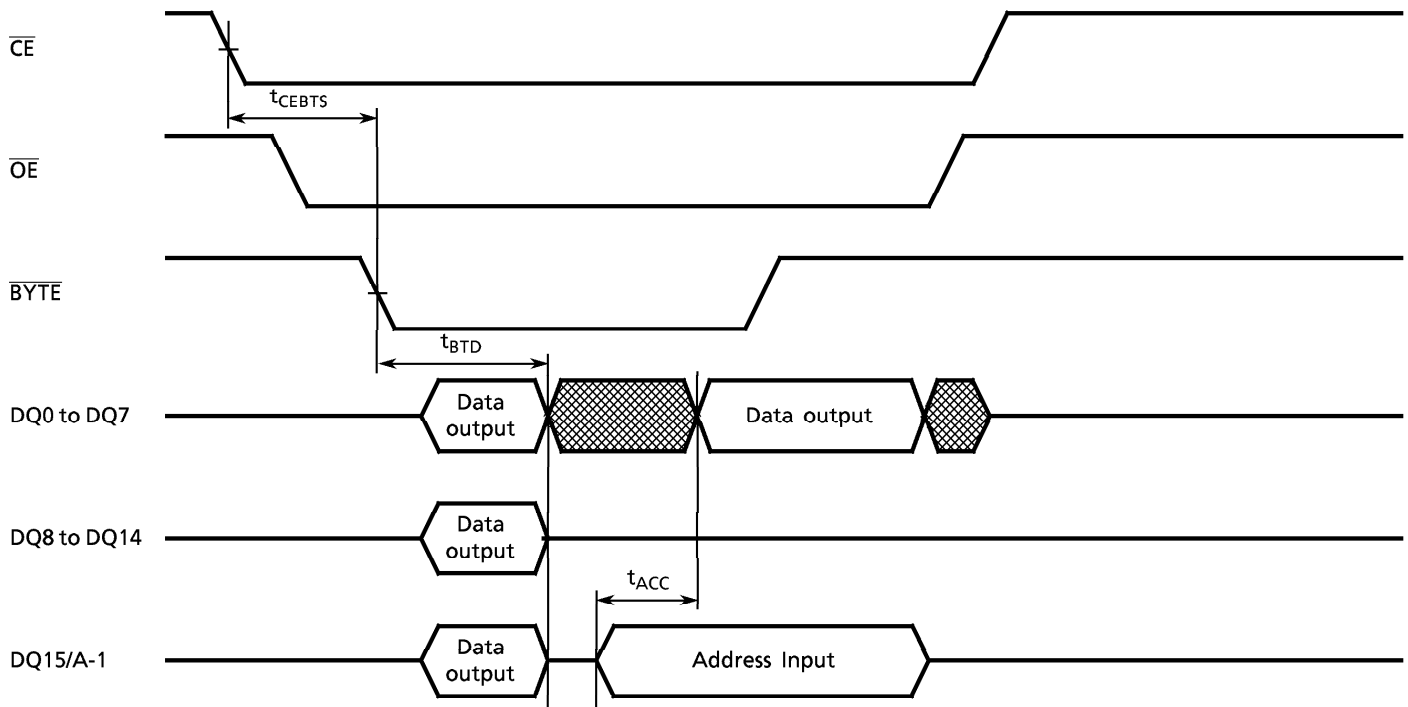 CE
tCEBTS
OE
BYTE
tBTD
DQ0 to DQ7
Data
output
Data output
DQ8 to DQ14
Data
output
tACC
DQ15/A-1
Data
output
Address Input